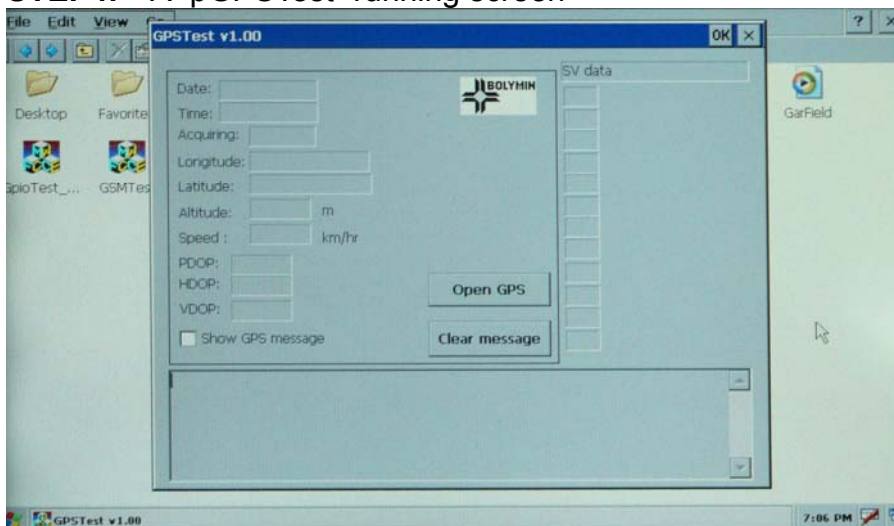 running screen
File Edit View
GPSTest v1.00
OK
?
Date:
Time:
Acquiring:
Longitude:
Latitude:
Altitude: m
Speed : km/hr
PDOP:
HDOP:
VDOP:
Show GPS message
BOLYMIN
Open GPS
Clear message
SV data
Desktop
Favorite
GpioTest_...
GSMTes
GarField
GPSTest v1.00
7:06 PM